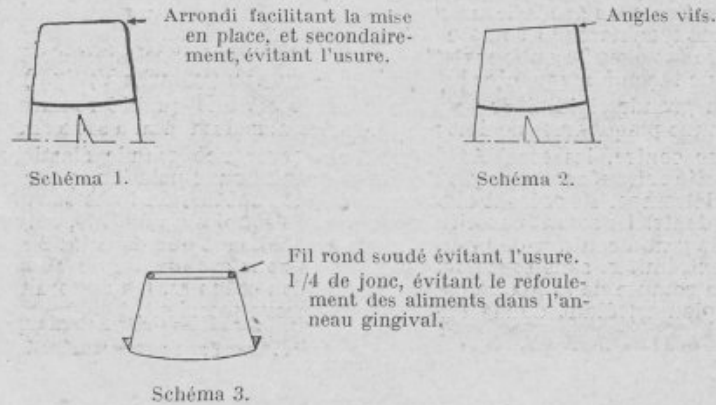 Arrondi facilitant la mise
en place, et secondaire-
ment, évitant l'usure.
Angles vifs.
Schéma 1.
Schéma 2.
Fil rond soudé évitant l'usure.
1/4 de jonc, évitant le refoule-
ment des aliments dans l'an-
neau gingival.
Schéma 3.